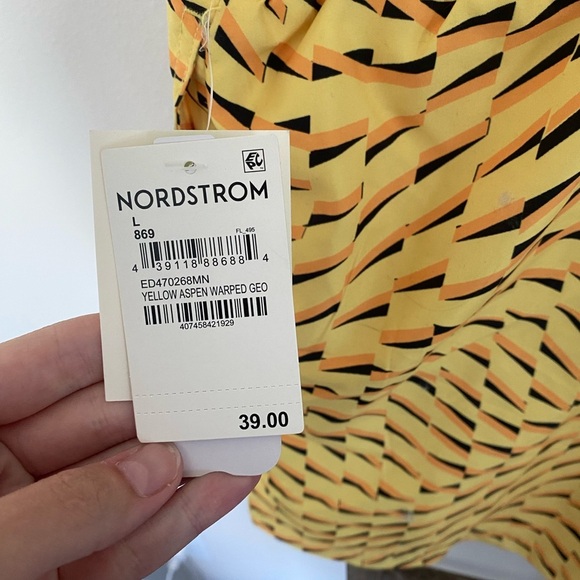 NORDSTROM
L
869
FL_495
4 39118 88688 4
ED470268MN
YELLOW ASPEN WARPED GEO
407458421929
39.00